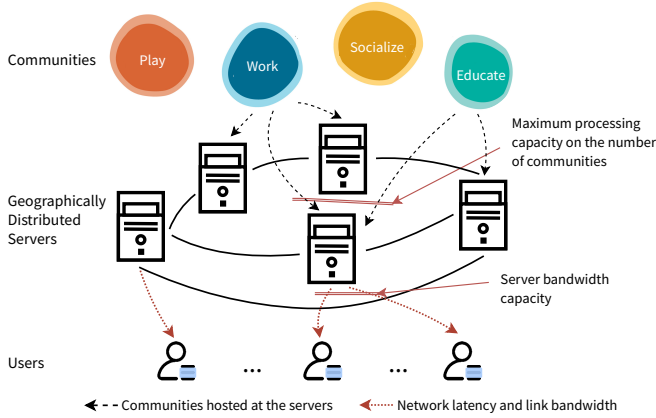 Communities
Play
Work
Socialize
Educate
Maximum processing
capacity on the number
of communities
Geographically
Distributed
Servers
Server bandwidth
capacity
Users
...
...
Communities hosted at the servers
Network latency and link bandwidth